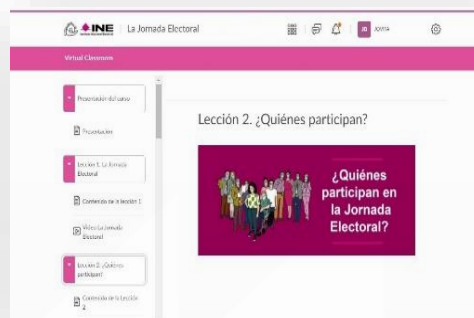 INE
La Jornada Electoral
JO
JOVITA
Virtual Classroom
Presentación del curso
Presentación
Lección 1. La Jornada
Electoral
Contenido de la lección 1
Video La Jornada
Electoral
Lección 2. ¿Quiénes
participan?
Contenido de la Lección
2
Lección 2. ¿Quiénes participan?
¿Quiénes
participan en
la Jornada
Electoral?